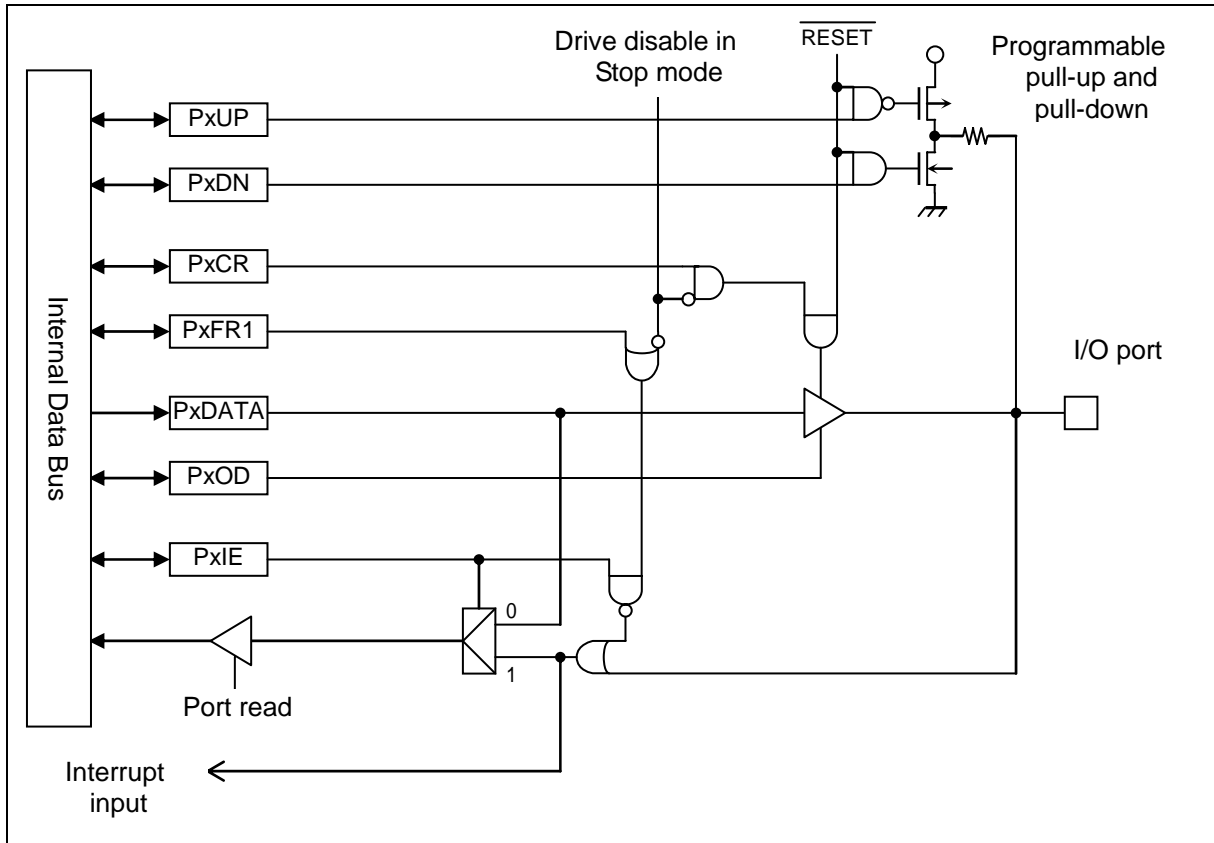 Drive disable in
Stop mode
RESET
Programmable
pull-up and
pull-down
PxUP
PxDN
PxCR
PxFR1
PxDATA
PxOD
PxIE
Internal Data Bus
I/O port
0
1
Port read
Interrupt
input